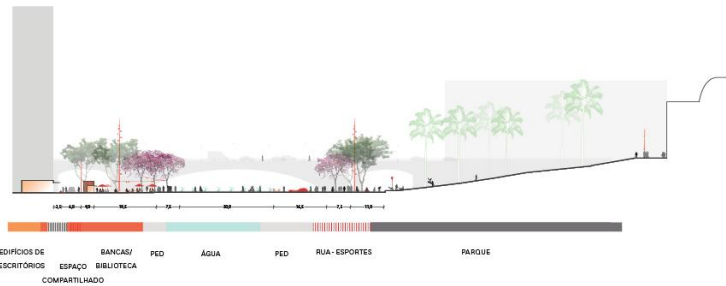 EDIFÍCIOS DE
ESCRITÓRIOS
ESPAÇO
COMPARTILHADO
BANCAS/
BIBLIOTECA
PED
ÁGUA
PED
RUA - ESPORTES
PARQUE